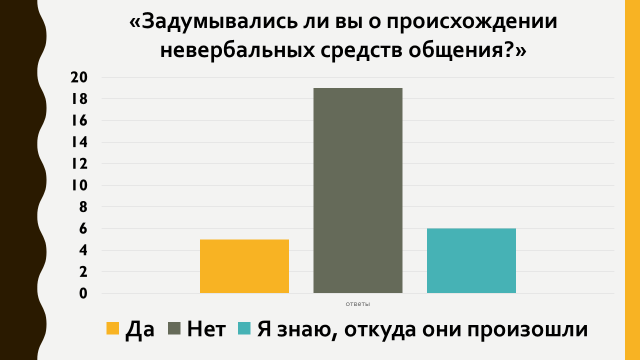 «Задумывались ли вы о происхождении
невербальных средств общения?»
20
18
16
14
12
10
8
6
4
2
0
ответы
Да Нет Я знаю, откуда они произошли